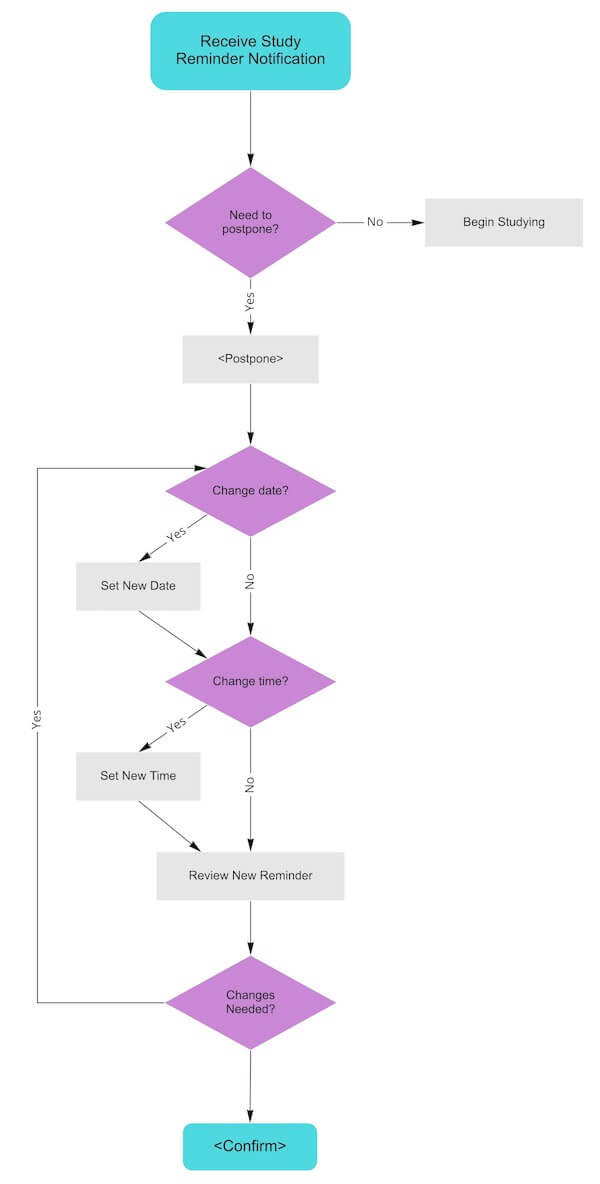 Receive Study
Reminder Notification
Need to
postpone?
No
Begin Studying
Yes
<Postpone>
Change date?
Yes
Set New Date
No
Change time?
Yes
Yes
Set New Time
No
Review New Reminder
Changes
Needed?
<Confirm>